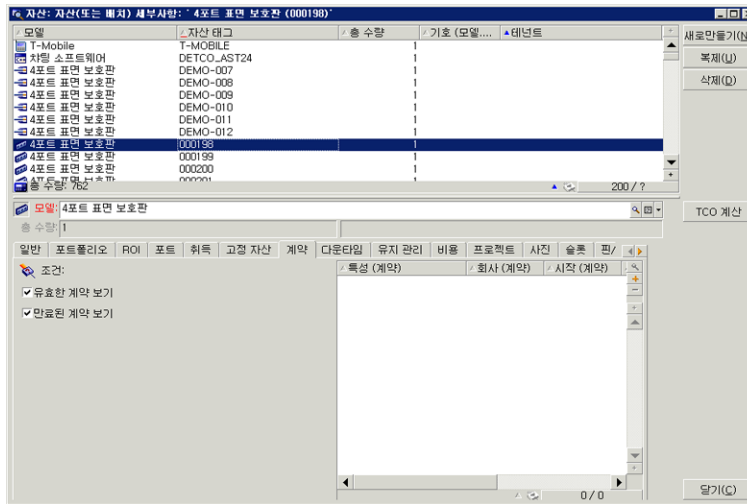 자산: 자산(또는 배치) 세부사항: ' 4포트 표면 보호판 (000198)'
모델 자산 태그 총 수량 기호 (모델.... 테넌트
T-Mobile T-MOBILE 1
차팅 소프트웨어 DETCO_AST24 1
4포트 표면 보호판 DEMO-007 1
4포트 표면 보호판 DEMO-008 1
4포트 표면 보호판 DEMO-009 1
4포트 표면 보호판 DEMO-010 1
4포트 표면 보호판 DEMO-011 1
4포트 표면 보호판 DEMO-012 1
4포트 표면 보호판 000198 1
4포트 표면 보호판 000199 1
4포트 표면 보호판 000200 1
4포트 표면 보호판 000201 1
총 수량: 762 200 / ?
새로만들기(N
복제(U)
삭제(D)
모델: 4포트 표면 보호판
총 수량: 1
TCO 계산
일반 포트폴리오 ROI 포트 취득 고정 자산 계약 다운타임 유지 관리 비용 프로젝트 사진 슬롯 핀/
조건:
유효한 계약 보기
만료된 계약 보기
특성 (계약) 회사 (계약) 시작 (계약)
0 / 0
닫기(C)